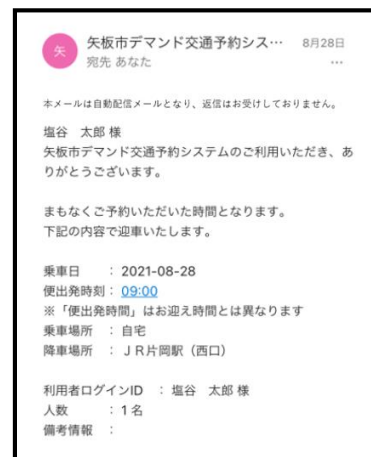 矢
矢板市デマンド交通予約シス… 8月28日
宛先 あなた …
本メールは自動配信メールとなり、返信はお受けしておりません。
塩谷 太郎 様
矢板市デマンド交通予約システムのご利用いただき、あ
りがとうございます。
まもなくご予約いただいた時間となります。
下記の内容で迎車いたします。
乗車日 : 2021-08-28
便出発時刻: 09:00
※「便出発時間」はお迎え時間とは異なります
乗車場所 : 自宅
降車場所 : JR片岡駅(西口)
利用者ログインID : 塩谷 太郎 様
人数 : 1名
備考情報 :